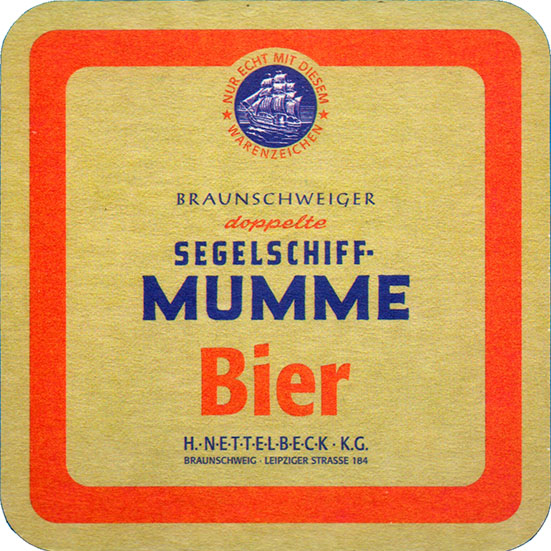 NUR ECHT MIT DIESEM
WARENZEICHEN
BRAUNSCHWEIGER
doppelte
SEGELSCHIFF-
MUMME
Bier
H.·N·E·T·T·E·L·B·E·C·K · K.G.
BRAUNSCHWEIG · LEIPZIGER STRASSE 184